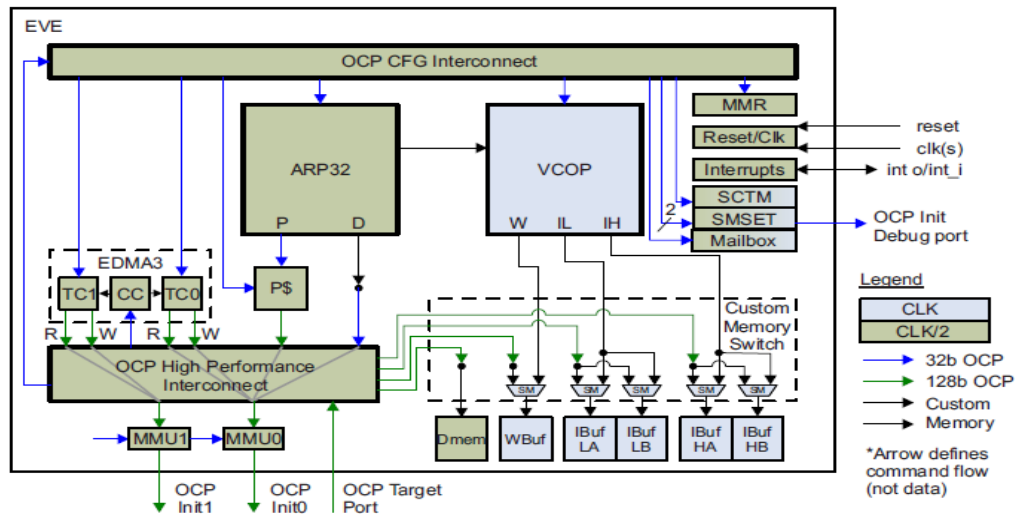 EVE
OCP CFG Interconnect
ARP32
P D
VCOP
W IL IH
MMR
Reset/Clk
Interrupts
SCTM
SMSET
Mailbox
2
reset
clk(s)
int o/int_i
OCP Init
Debug port
EDMA3
TC1
CC
TC0
P$
R W R W
OCP High Performance
Interconnect
Custom
Memory
Switch
SM
SM
SM
SM
SM
Dmem
WBuf
IBuf
LA
IBuf
LB
IBuf
HA
IBuf
HB
MMU1
MMU0
OCP
Init1
OCP
Init0
OCP Target
Port
Legend
CLK
CLK/2
32b OCP
128b OCP
Custom
Memory
*Arrow defines
command flow
(not data)